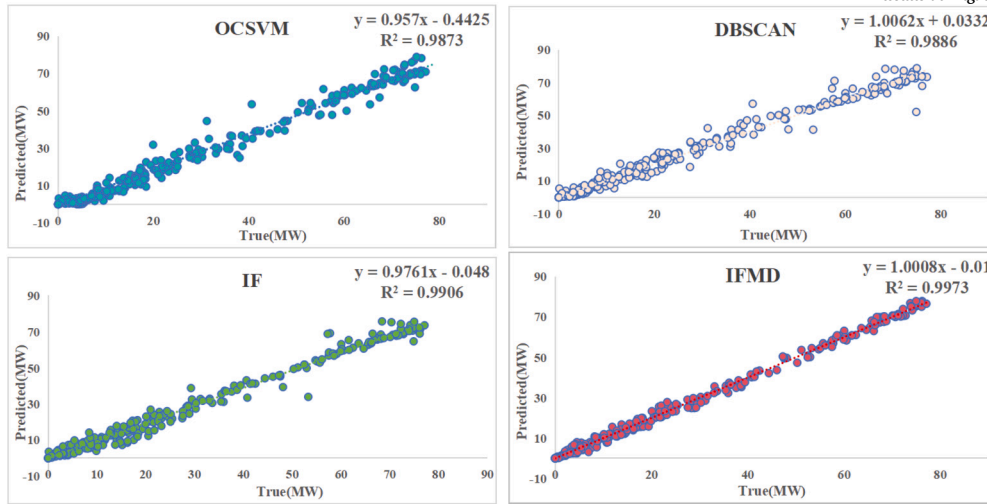 OCSVM
y = 0.957x - 0.4425
R² = 0.9873
90
70
50
30
10
-10
Predicted(MW)
0 20 40 60 80
True(MW)
DBSCAN
y = 1.0062x + 0.0332
R² = 0.9886
90
70
50
30
10
-10
Predicted(MW)
0 20 40 60 80
True(MW)
IF
y = 0.9761x - 0.048
R² = 0.9906
90
70
50
30
10
-10
Predicted(MW)
0 10 20 30 40 50 60 70 80 90
True(MW)
IFMD
y = 1.0008x - 0.01
R² = 0.9973
90
70
50
30
10
-10
Predicted(MW)
0 20 40 60 80
True(MW)